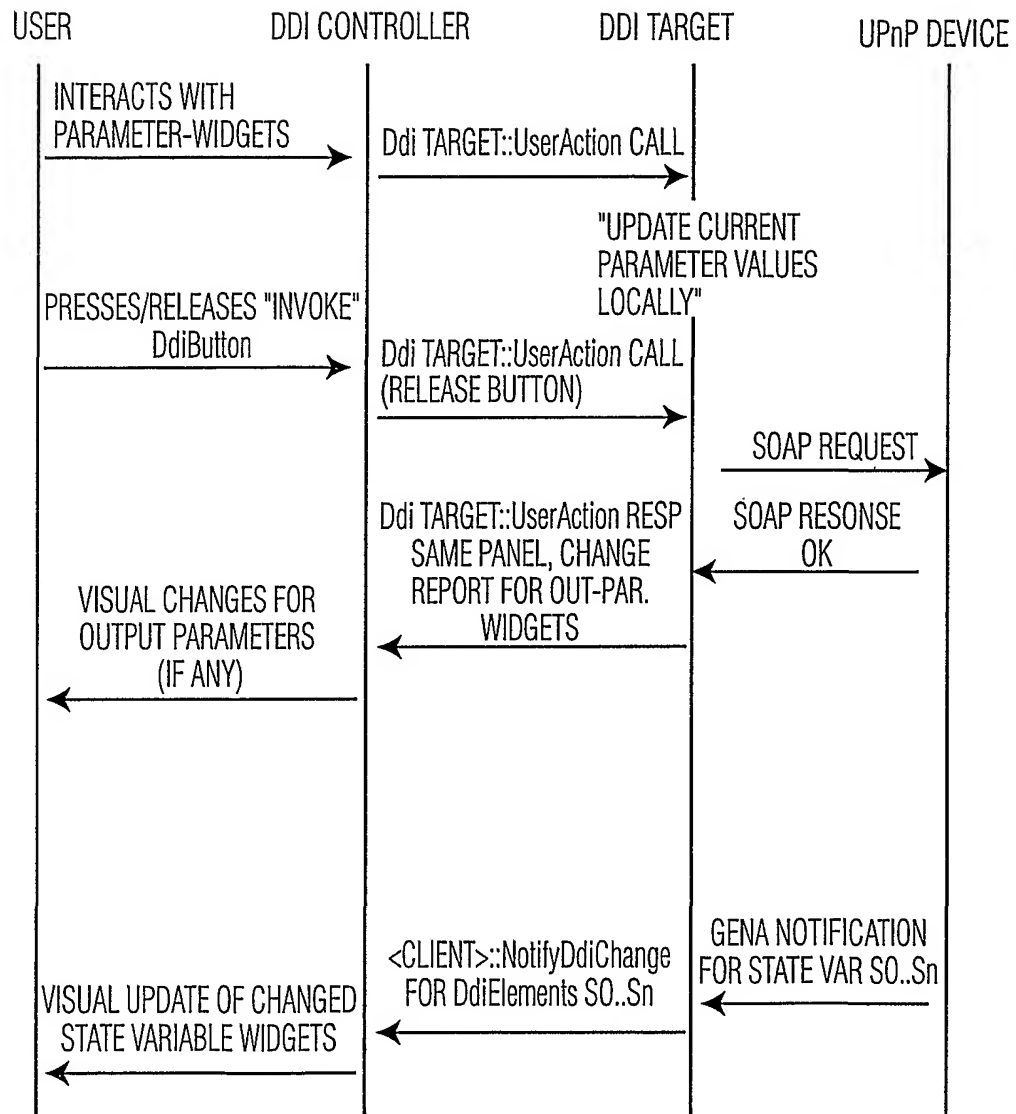 USER
DDI CONTROLLER
DDI TARGET
UPnP DEVICE
INTERACTS WITH
PARAMETER-WIDGETS
Ddi TARGET::UserAction CALL
"UPDATE CURRENT
PARAMETER VALUES
LOCALLY"
PRESSES/RELEASES "INVOKE"
DdiButton
Ddi TARGET::UserAction CALL
(RELEASE BUTTON)
SOAP REQUEST
SOAP RESONSE
OK
Ddi TARGET::UserAction RESP
SAME PANEL, CHANGE
REPORT FOR OUT-PAR.
WIDGETS
VISUAL CHANGES FOR
OUTPUT PARAMETERS
(IF ANY)
GENA NOTIFICATION
FOR STATE VAR SO..Sn
<CLIENT>::NotifyDdiChange
FOR DdiElements SO..Sn
VISUAL UPDATE OF CHANGED
STATE VARIABLE WIDGETS